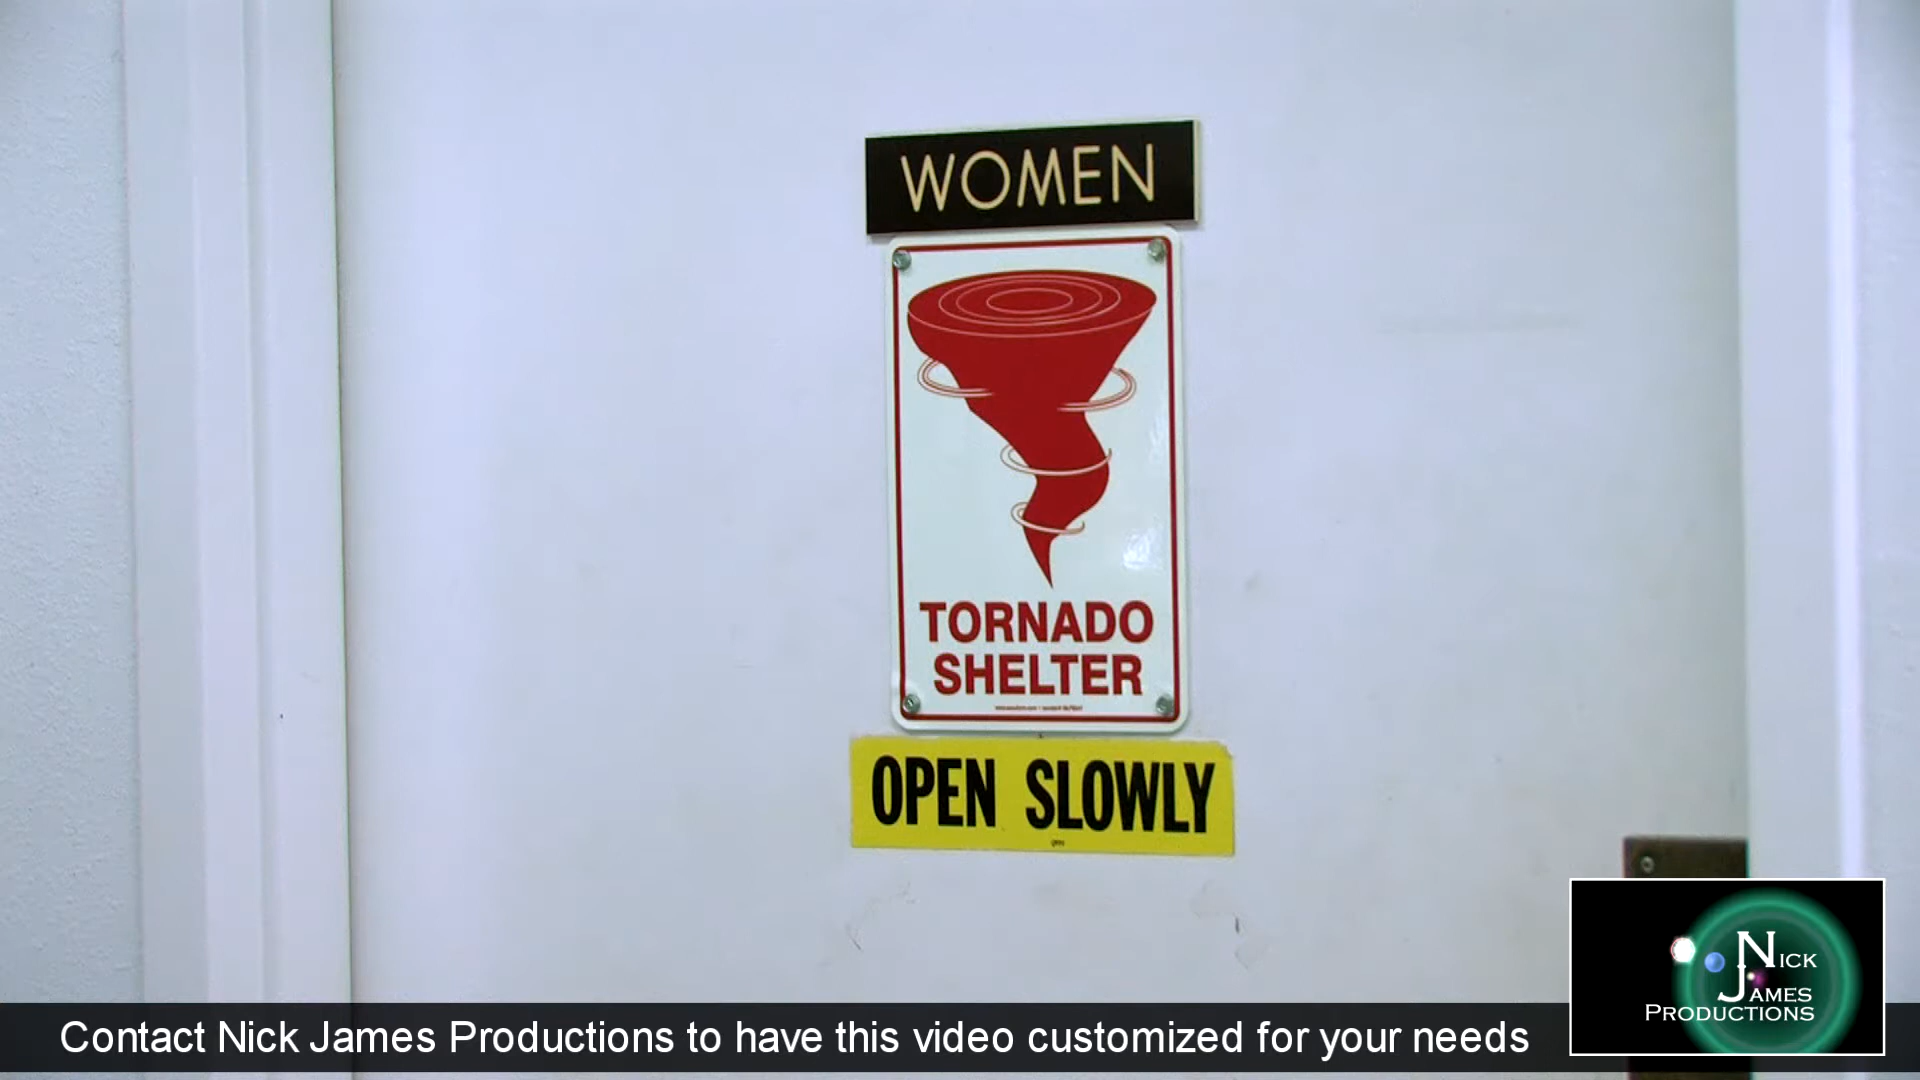 WOMEN
TORNADO
SHELTER
OPEN SLOWLY
NICK
JAMES
PRODUCTIONS
Contact Nick James Productions to have this video customized for your needs